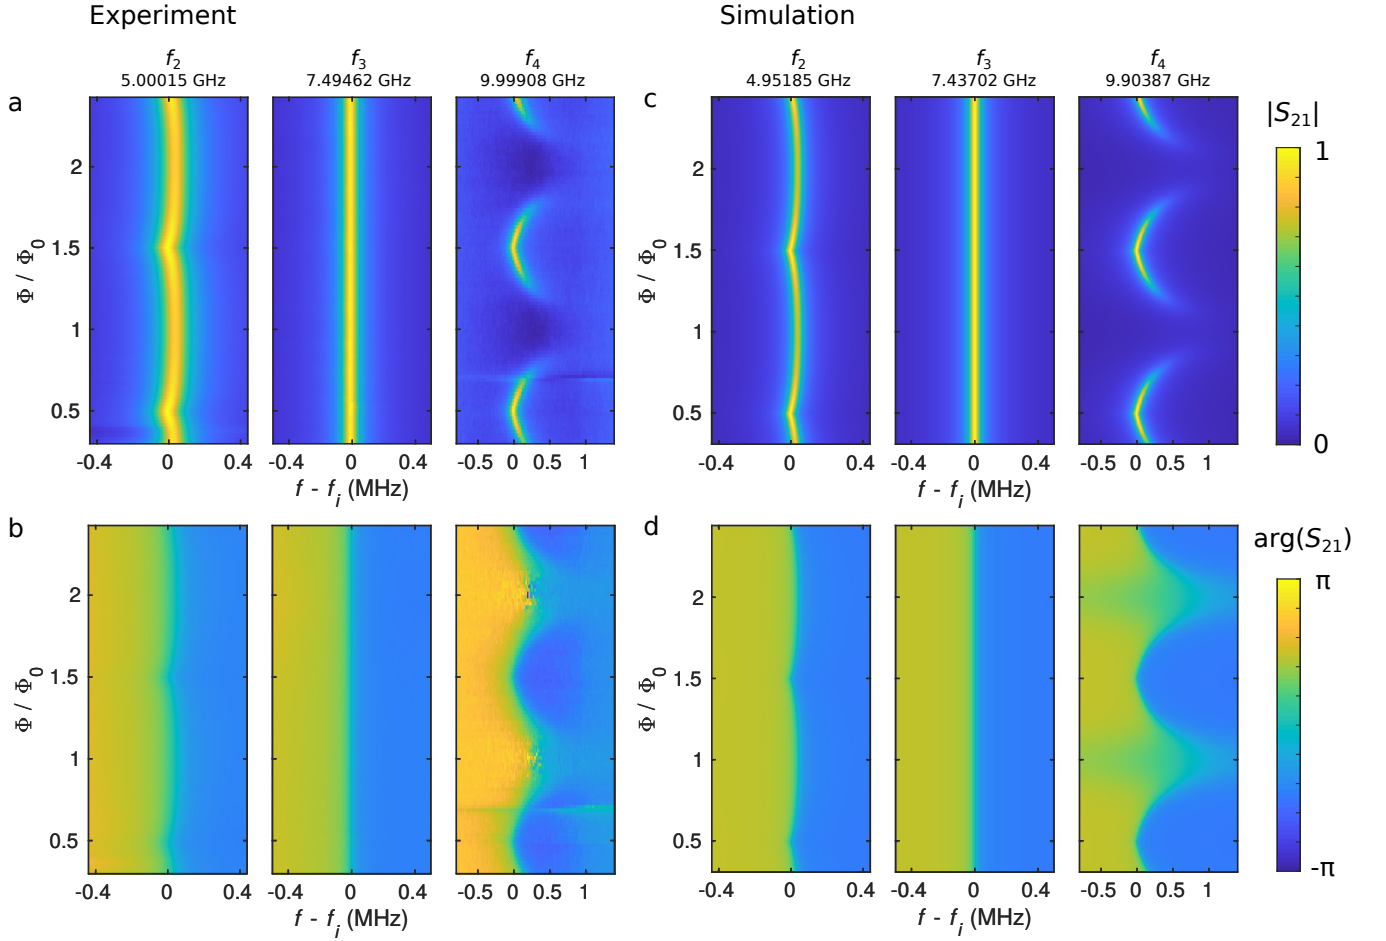 Experiment
Simulation
f2 f3 f4
5.00015 GHz 7.49462 GHz 9.99908 GHz
f2 f3 f4
4.95185 GHz 7.43702 GHz 9.90387 GHz
a
2
1.5
1
0.5
Φ / Φ0
-0.4 0 0.4
-0.4 0 0.4
-0.5 0 0.5 1
f - fi (MHz)
c
2
1.5
1
0.5
Φ / Φ0
-0.4 0 0.4
-0.4 0 0.4
-0.5 0 0.5 1
f - fi (MHz)
|S21|
1
0
b
2
1.5
1
0.5
Φ / Φ0
-0.4 0 0.4
-0.4 0 0.4
-0.5 0 0.5 1
f - fi (MHz)
d
2
1.5
1
0.5
Φ / Φ0
-0.4 0 0.4
-0.4 0 0.4
-0.5 0 0.5 1
f - fi (MHz)
arg(S21)
π
-π